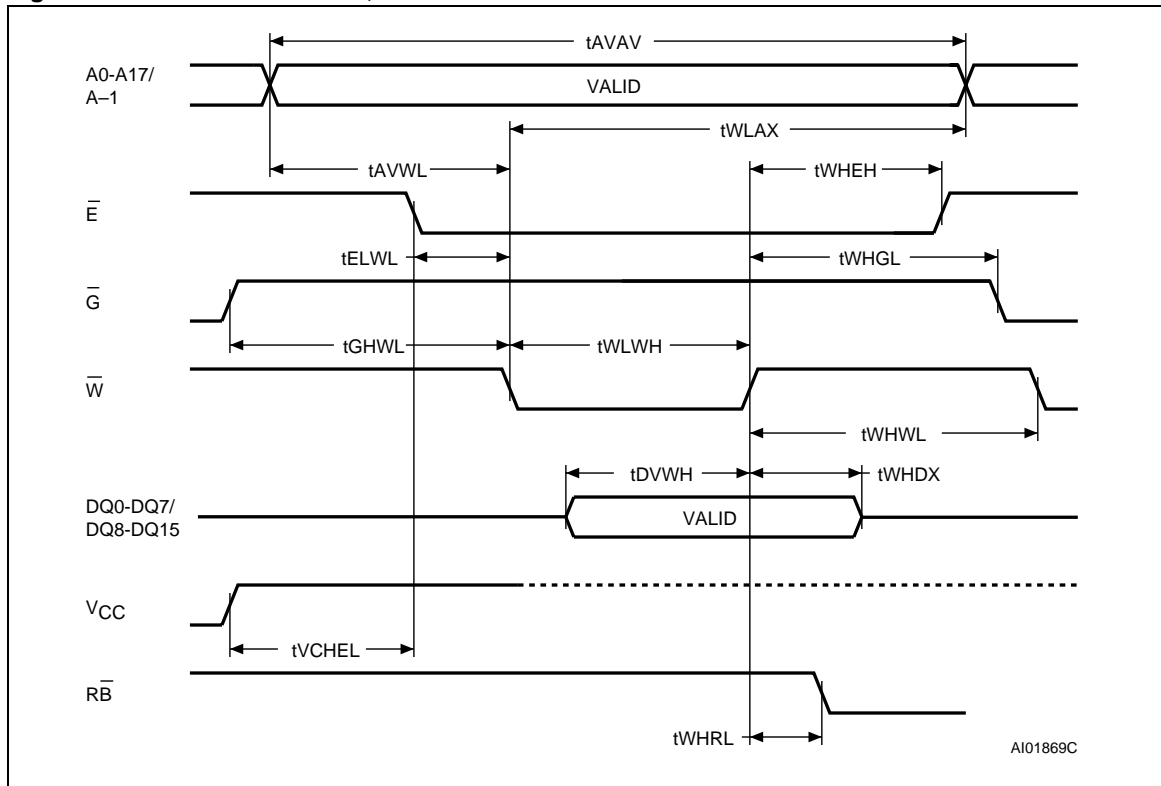 tAVAV
A0-A17/
A–1
VALID
tWLAX
tAVWL
tWHEH
E̅
tELWL
tWHGL
G̅
tGHWL
tWLWH
W̅
tWHWL
tDVWH
tWHDX
DQ0-DQ7/
DQ8-DQ15
VALID
VCC
tVCHEL
RB̅
tWHRL
AI01869C